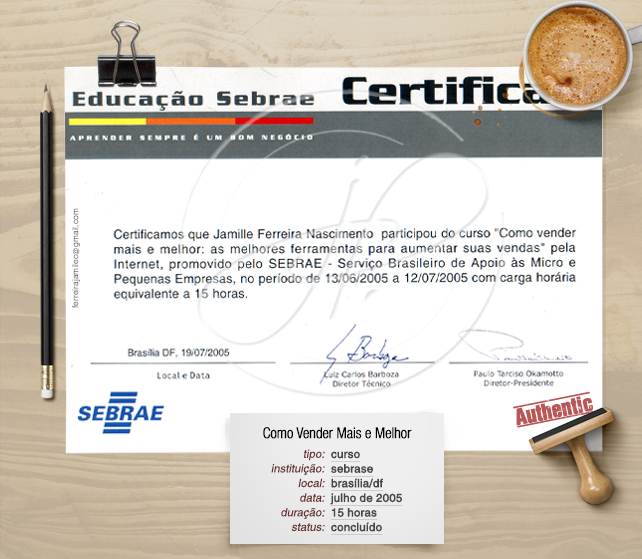 Educação Sebrae
Certifica
APRENDER SEMPRE É UM BOM NEGÓCIO
ferreirajamilee@gmail.com
Certificamos que Jamille Ferreira Nascimento participou do curso "Como vender
mais e melhor: as melhores ferramentas para aumentar suas vendas" pela
Internet, promovido pelo SEBRAE - Serviço Brasileiro de Apoio às Micro e
Pequenas Empresas, no período de 13/06/2005 a 12/07/2005 com carga horária
equivalente a 15 horas.
Brasília DF, 19/07/2005
Local e Data
Luiz Carlos Barboza
Diretor Técnico
Paulo Tarciso Okamotto
Diretor-Presidente
SEBRAE
Authentic
Como Vender Mais e Melhor
tipo: curso
instituição: sebrase
local: brasília/df
data: julho de 2005
duração: 15 horas
status: concluído